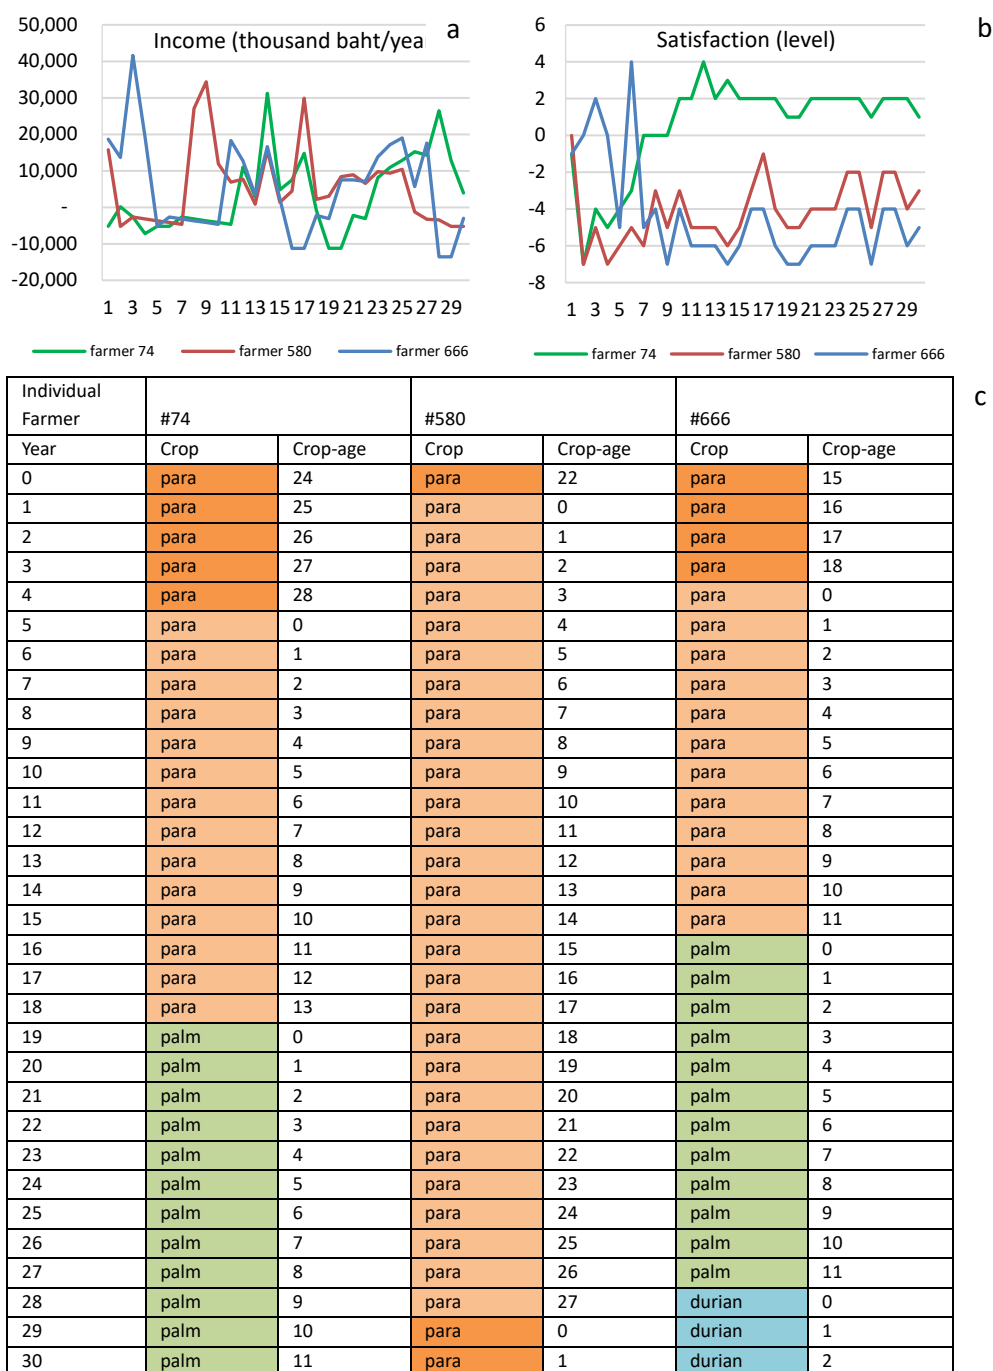 Income (thousand baht/yea
a
50,000
40,000
30,000
20,000
10,000
-
-10,000
-20,000
1 3 5 7 9 11 13 15 17 19 21 23 25 27 29
farmer 74 farmer 580 farmer 666
Satisfaction (level)
b
6
4
2
0
-2
-4
-6
-8
1 3 5 7 9 11 13 15 17 19 21 23 25 27 29
farmer 74 farmer 580 farmer 666
c
Individual
Farmer #74 #580 #666
Year Crop Crop-age Crop Crop-age Crop Crop-age
0 para 24 para 22 para 15
1 para 25 para 0 para 16
2 para 26 para 1 para 17
3 para 27 para 2 para 18
4 para 28 para 3 para 0
5 para 0 para 4 para 1
6 para 1 para 5 para 2
7 para 2 para 6 para 3
8 para 3 para 7 para 4
9 para 4 para 8 para 5
10 para 5 para 9 para 6
11 para 6 para 10 para 7
12 para 7 para 11 para 8
13 para 8 para 12 para 9
14 para 9 para 13 para 10
15 para 10 para 14 para 11
16 para 11 para 15 palm 0
17 para 12 para 16 palm 1
18 para 13 para 17 palm 2
19 palm 0 para 18 palm 3
20 palm 1 para 19 palm 4
21 palm 2 para 20 palm 5
22 palm 3 para 21 palm 6
23 palm 4 para 22 palm 7
24 palm 5 para 23 palm 8
25 palm 6 para 24 palm 9
26 palm 7 para 25 palm 10
27 palm 8 para 26 palm 11
28 palm 9 para 27 durian 0
29 palm 10 para 0 durian 1
30 palm 11 para 1 durian 2